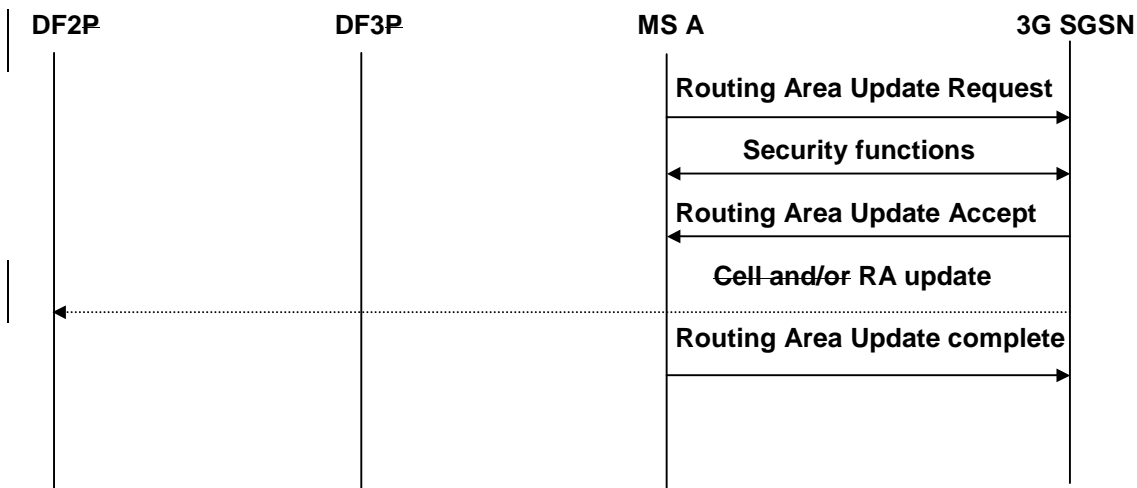 DF2P DF3P MS A 3G SGSN
Routing Area Update Request
Security functions
Routing Area Update Accept
Cell and/or RA update
Routing Area Update complete